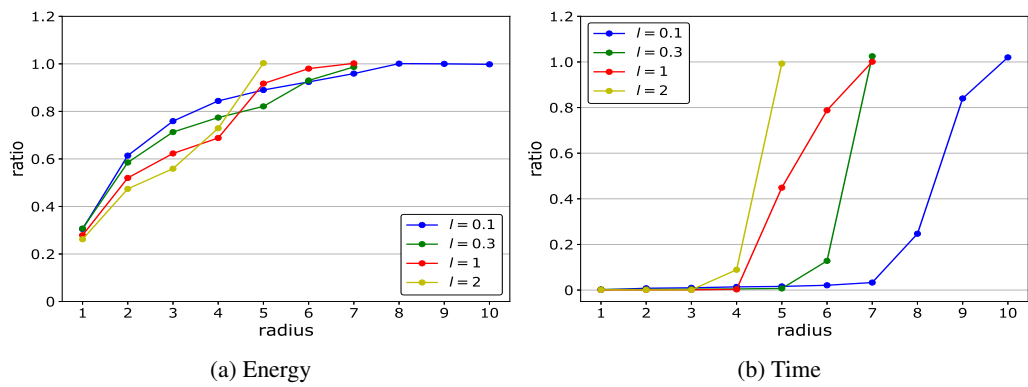 1.2
1.0
0.8
0.6
0.4
0.2
0
ratio
1 2 3 4 5 6 7 8 9 10
radius
l = 0.1
l = 0.3
l = 1
l = 2
(a) Energy
1.2
1.0
0.8
0.6
0.4
0.2
0
ratio
1 2 3 4 5 6 7 8 9 10
radius
l = 0.1
l = 0.3
l = 1
l = 2
(b) Time